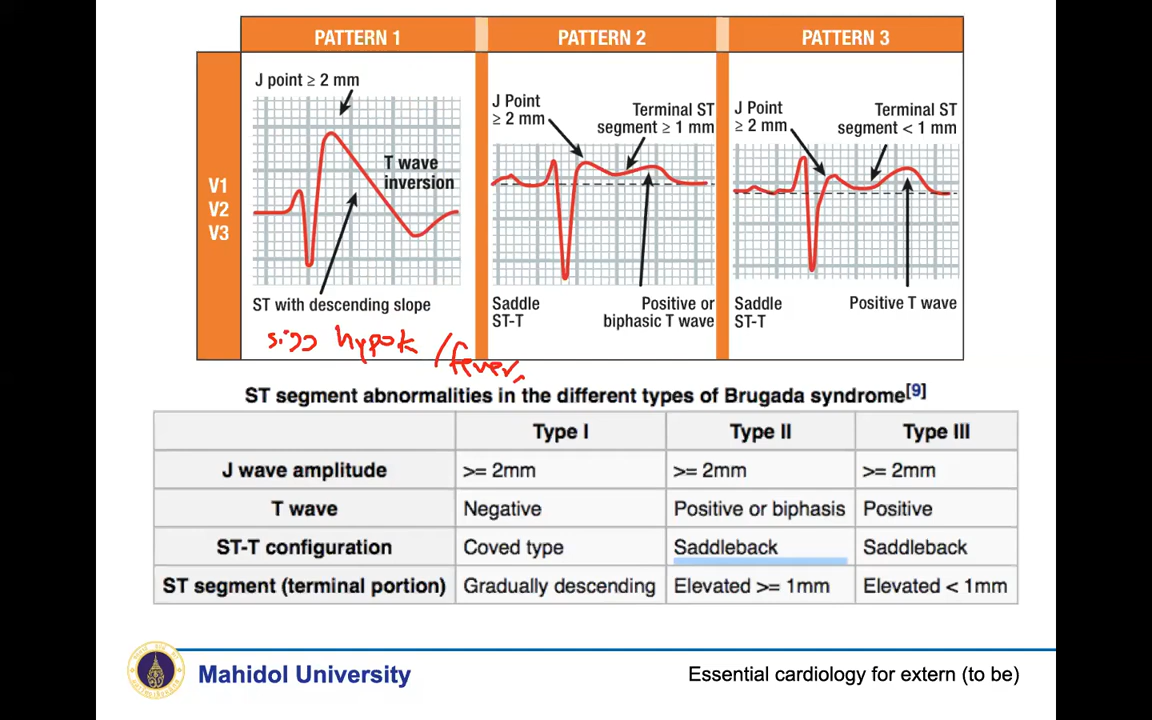 PATTERN 1
PATTERN 2
PATTERN 3
V1
V2
V3
J point ≥ 2 mm
T wave
inversion
ST with descending slope
J Point
≥ 2 mm
Terminal ST
segment ≥ 1 mm
Saddle
ST-T
Positive or
biphasic T wave
J Point
≥ 2 mm
Terminal ST
segment < 1 mm
Saddle
ST-T
Positive T wave
hypok / fever,
ST segment abnormalities in the different types of Brugada syndrome[9]
Type I Type II Type III
J wave amplitude >= 2mm >= 2mm >= 2mm
T wave Negative Positive or biphasis Positive
ST-T configuration Coved type Saddleback Saddleback
ST segment (terminal portion) Gradually descending Elevated >= 1mm Elevated < 1mm
Mahidol University
Essential cardiology for extern (to be)